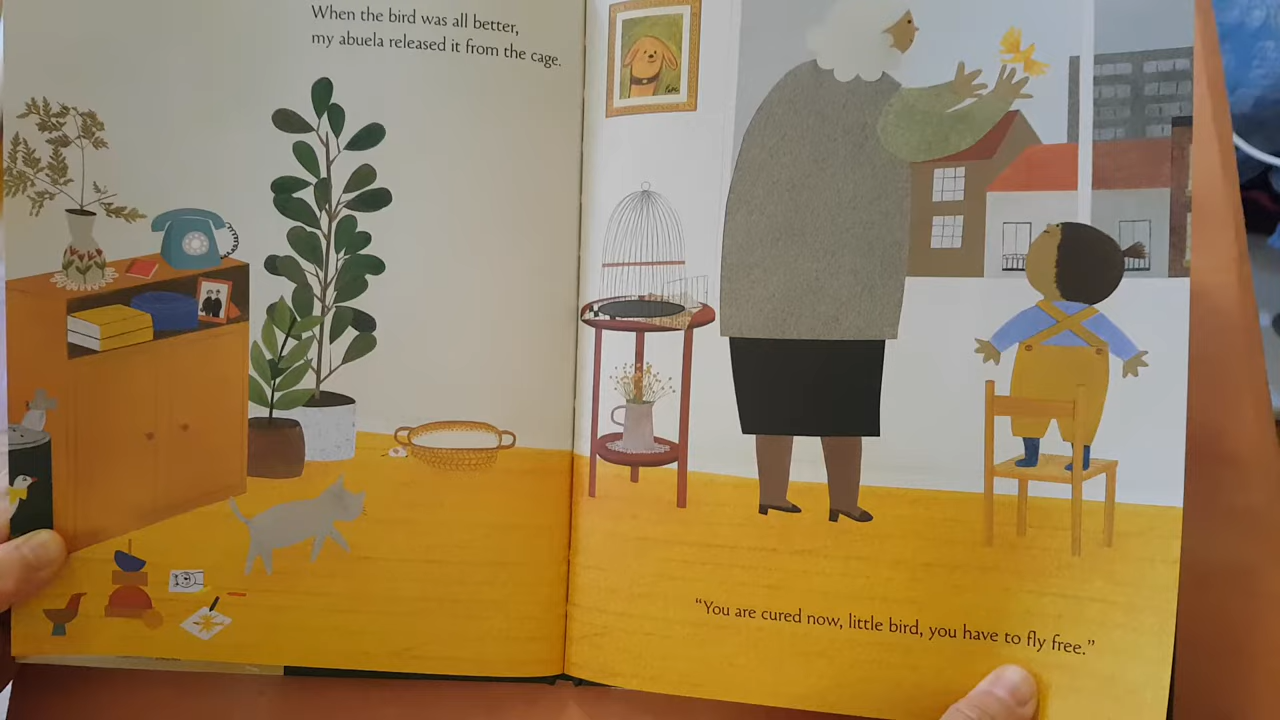 When the bird was all better,
my abuela released it from the cage.
“You are cured now, little bird, you have to fly free.”